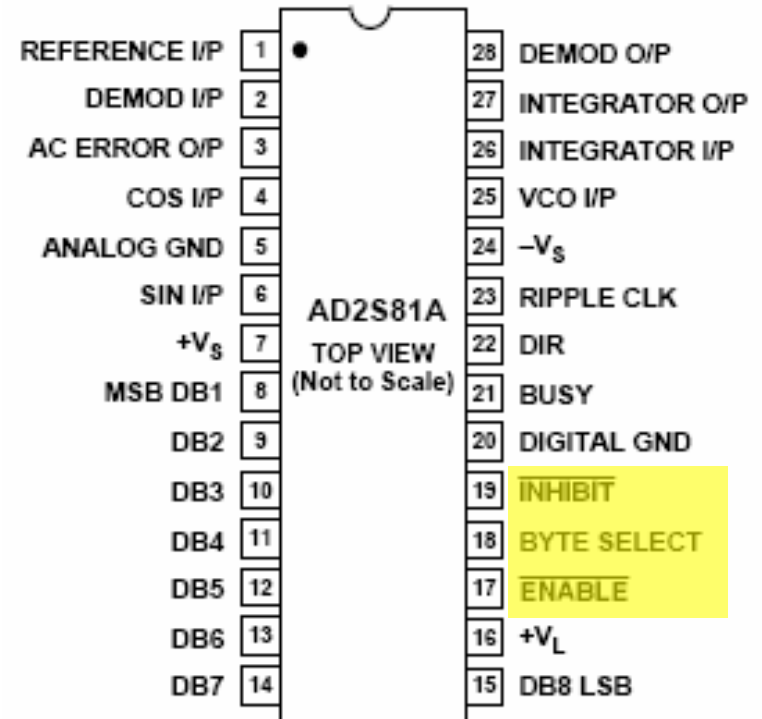 REFERENCE I/P 1
DEMOD I/P 2
AC ERROR O/P 3
COS I/P 4
ANALOG GND 5
SIN I/P 6
+VS 7
MSB DB1 8
DB2 9
DB3 10
DB4 11
DB5 12
DB6 13
DB7 14
AD2S81A
TOP VIEW
(Not to Scale)
28 DEMOD O/P
27 INTEGRATOR O/P
26 INTEGRATOR I/P
25 VCO I/P
24 –VS
23 RIPPLE CLK
22 DIR
21 BUSY
20 DIGITAL GND
19 INHIBIT
18 BYTE SELECT
17 ENABLE
16 +VL
15 DB8 LSB